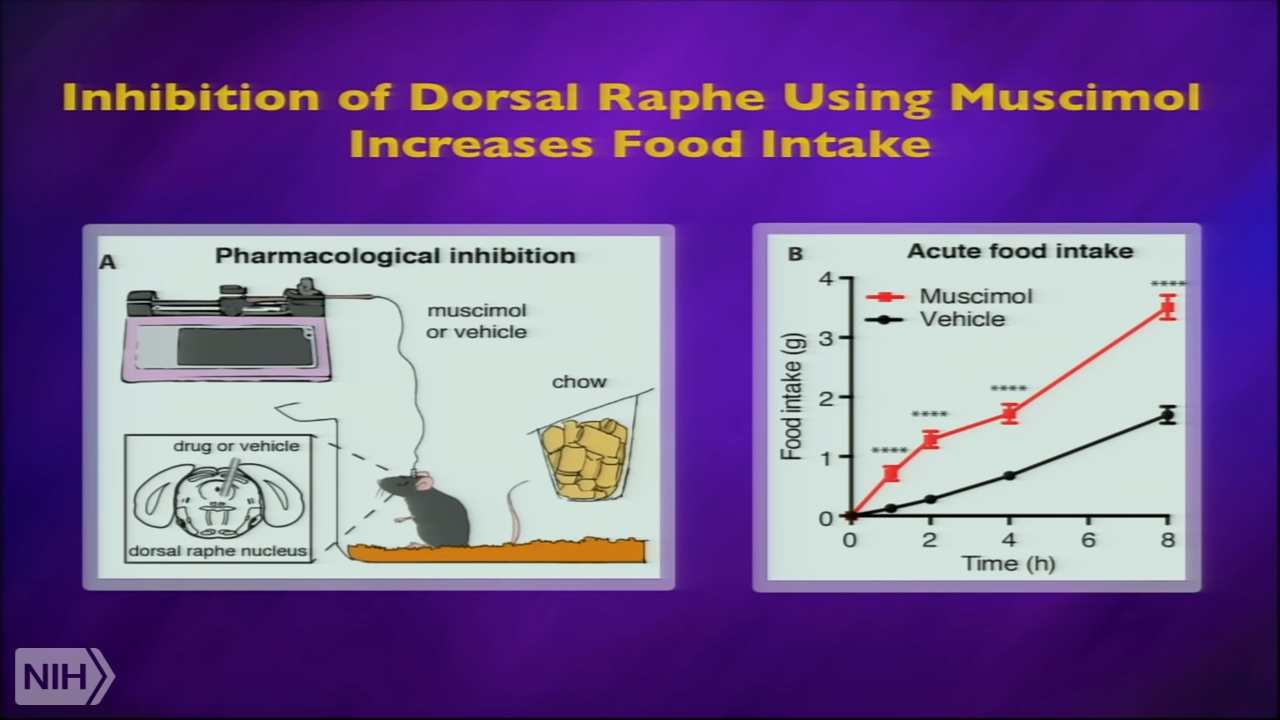 Inhibition of Dorsal Raphe Using Muscimol
Increases Food Intake
A
Pharmacological inhibition
muscimol
or vehicle
chow
drug or vehicle
dorsal raphe nucleus
B
Acute food intake
Muscimol
Vehicle
Food intake (g)
4
3
2
1
0
****
****
****
****
0 2 4 6 8
Time (h)
NIH